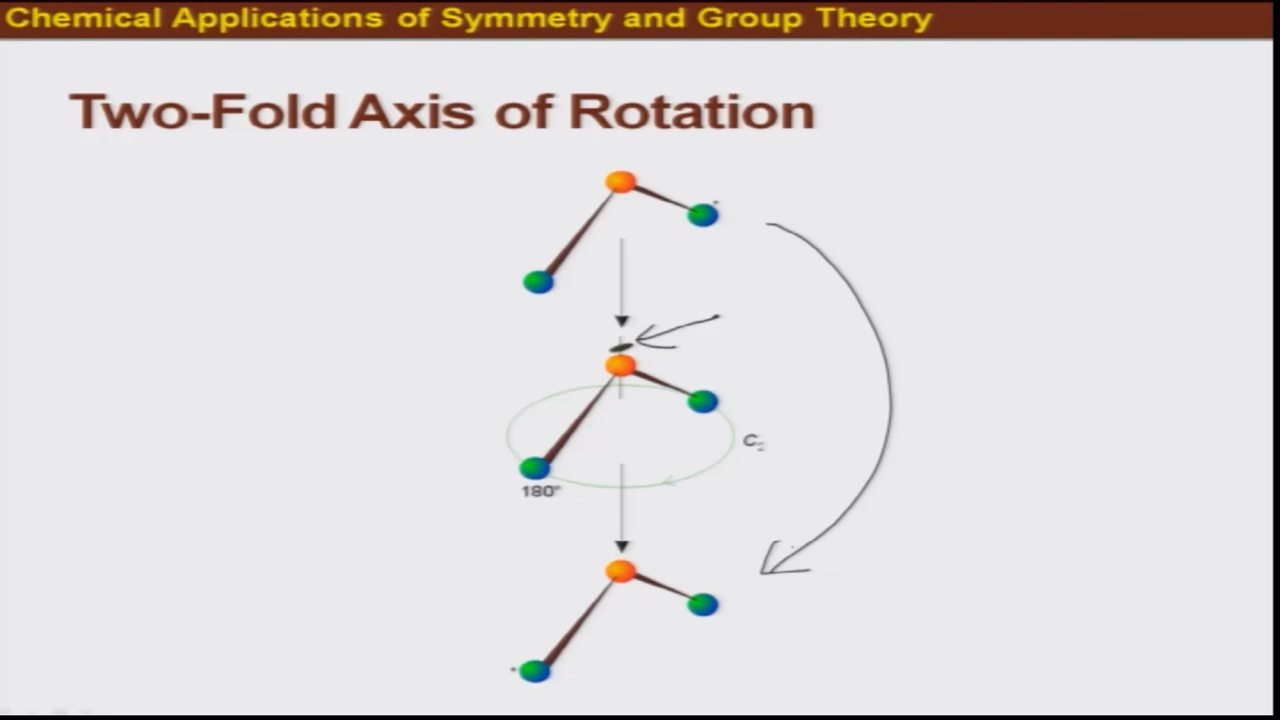 Chemical Applications of Symmetry and Group Theory
Two-Fold Axis of Rotation
C₂
180°